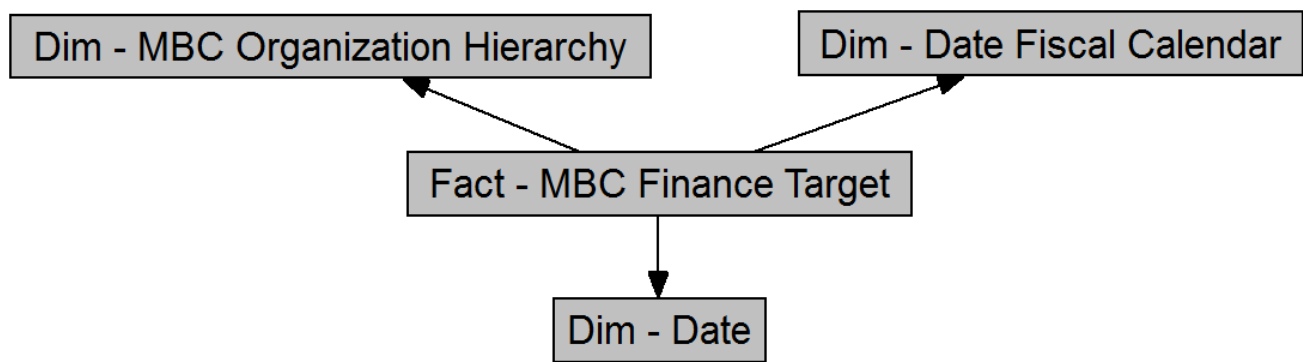 Dim - MBC Organization Hierarchy
Dim - Date Fiscal Calendar
Fact - MBC Finance Target
Dim - Date